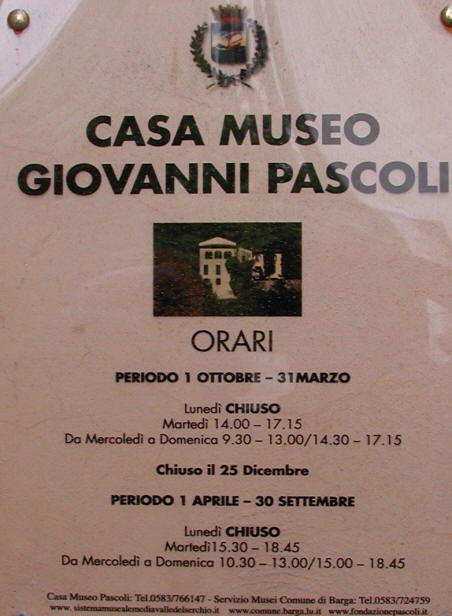 CASA MUSEO
GIOVANNI PASCOLI
ORARI
PERIODO 1 OTTOBRE – 31MARZO
Lunedì CHIUSO
Martedì 14.00 – 17.15
Da Mercoledì a Domenica 9.30 – 13.00/14.30 – 17.15
Chiuso il 25 Dicembre
PERIODO 1 APRILE – 30 SETTEMBRE
Lunedì CHIUSO
Martedì15.30 – 18.45
Da Mercoledì a Domenica 10.30 – 13.00/15.00 – 18.45
Casa Museo Pascoli: Tel.0583/766147 - Servizio Musei Comune di Barga: Tel.0583/724759
www.sistemamusealemediavalledelserchio.it www.comune.barga.lu.it www.fondazionepascoli.it